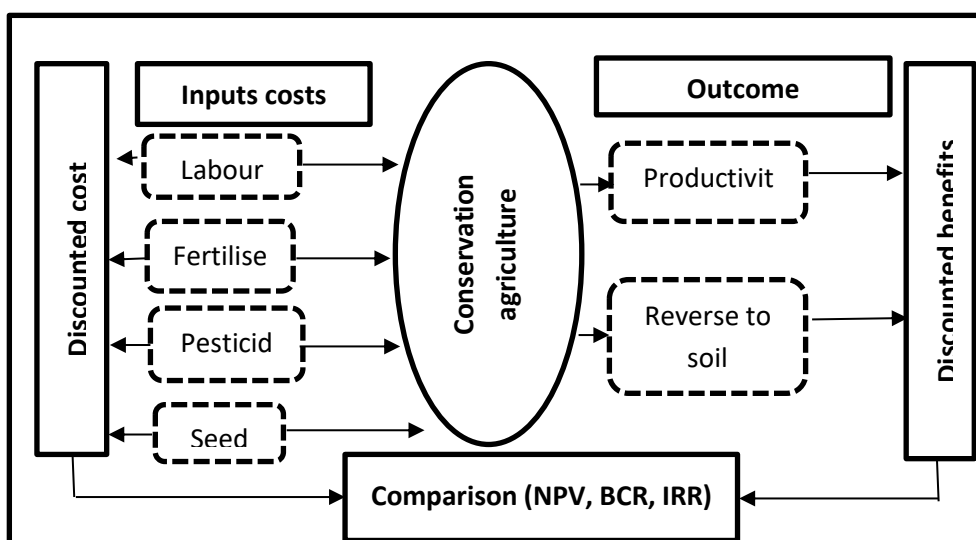 Inputs costs
Outcome
Discounted cost
Labour
Fertilise
Pesticid
Seed
Conservation
agriculture
Productivit
Reverse to
soil
Discounted benefits
Comparison (NPV, BCR, IRR)